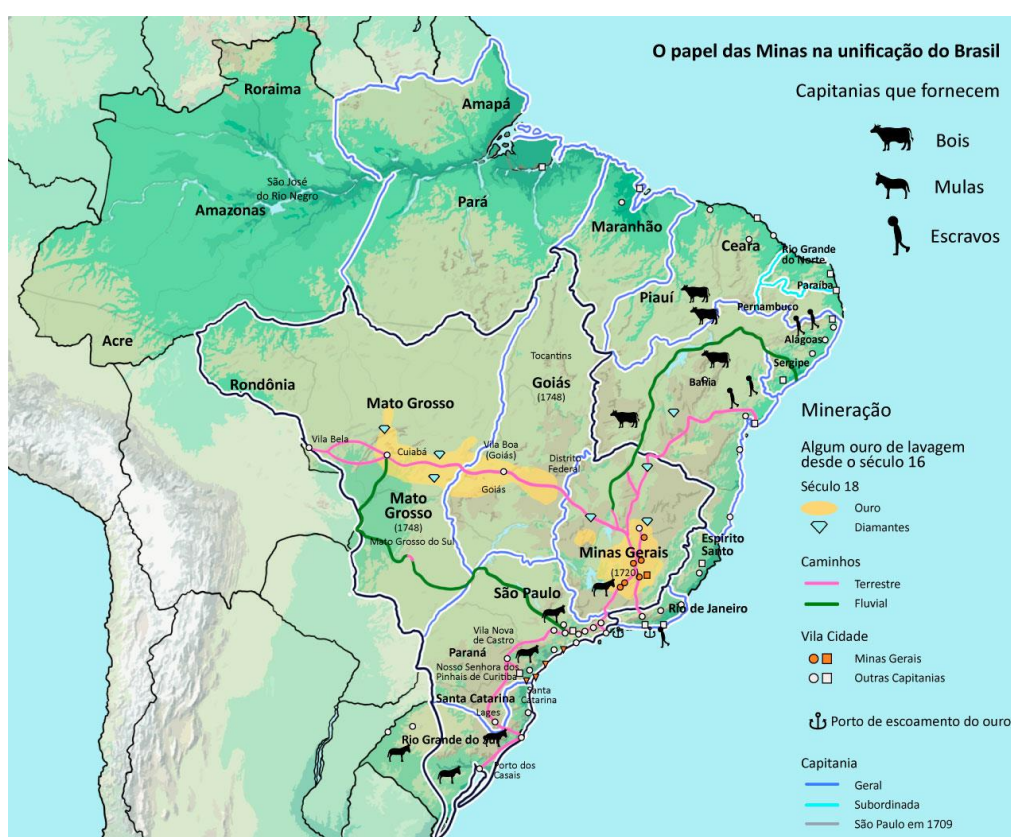 O papel das Minas na unificação do Brasil
Capitanias que fornecem
Bois
Mulas
Escravos
Roraima
Amapá
São José
do Rio Negro
Amazonas
Pará
Maranhão
Ceara
Rio Grande
do Norte
Paraíba
Piauí
Pernambuco
Acre
Alagoas
Sergipe
Tocantins
Bahia
Rondônia
Goiás
(1748)
Mato Grosso
Vila Bela
Cuiabá
Vila Boa
(Goiás)
Distrito
Federal
Goiás
Mato
Grosso
(1748)
Mato Grosso do Sul
Minas Gerais
(1720)
Espírito
Santo
São Paulo
Rio de Janeiro
Vila Nova
de Castro
Paraná
Nosso Senhora dos
Pinhais de Curitiba
Santa Catarina
Santa
Catarina
Lages
Rio Grande do Sul
Porto dos
Casais
Mineração
Algum ouro de lavagem
desde o século 16
Século 18
Ouro
Diamantes
Caminhos
Terrestre
Fluvial
Vila Cidade
Minas Gerais
Outras Capitanias
Porto de escoamento do ouro
Capitania
Geral
Subordinada
São Paulo em 1709